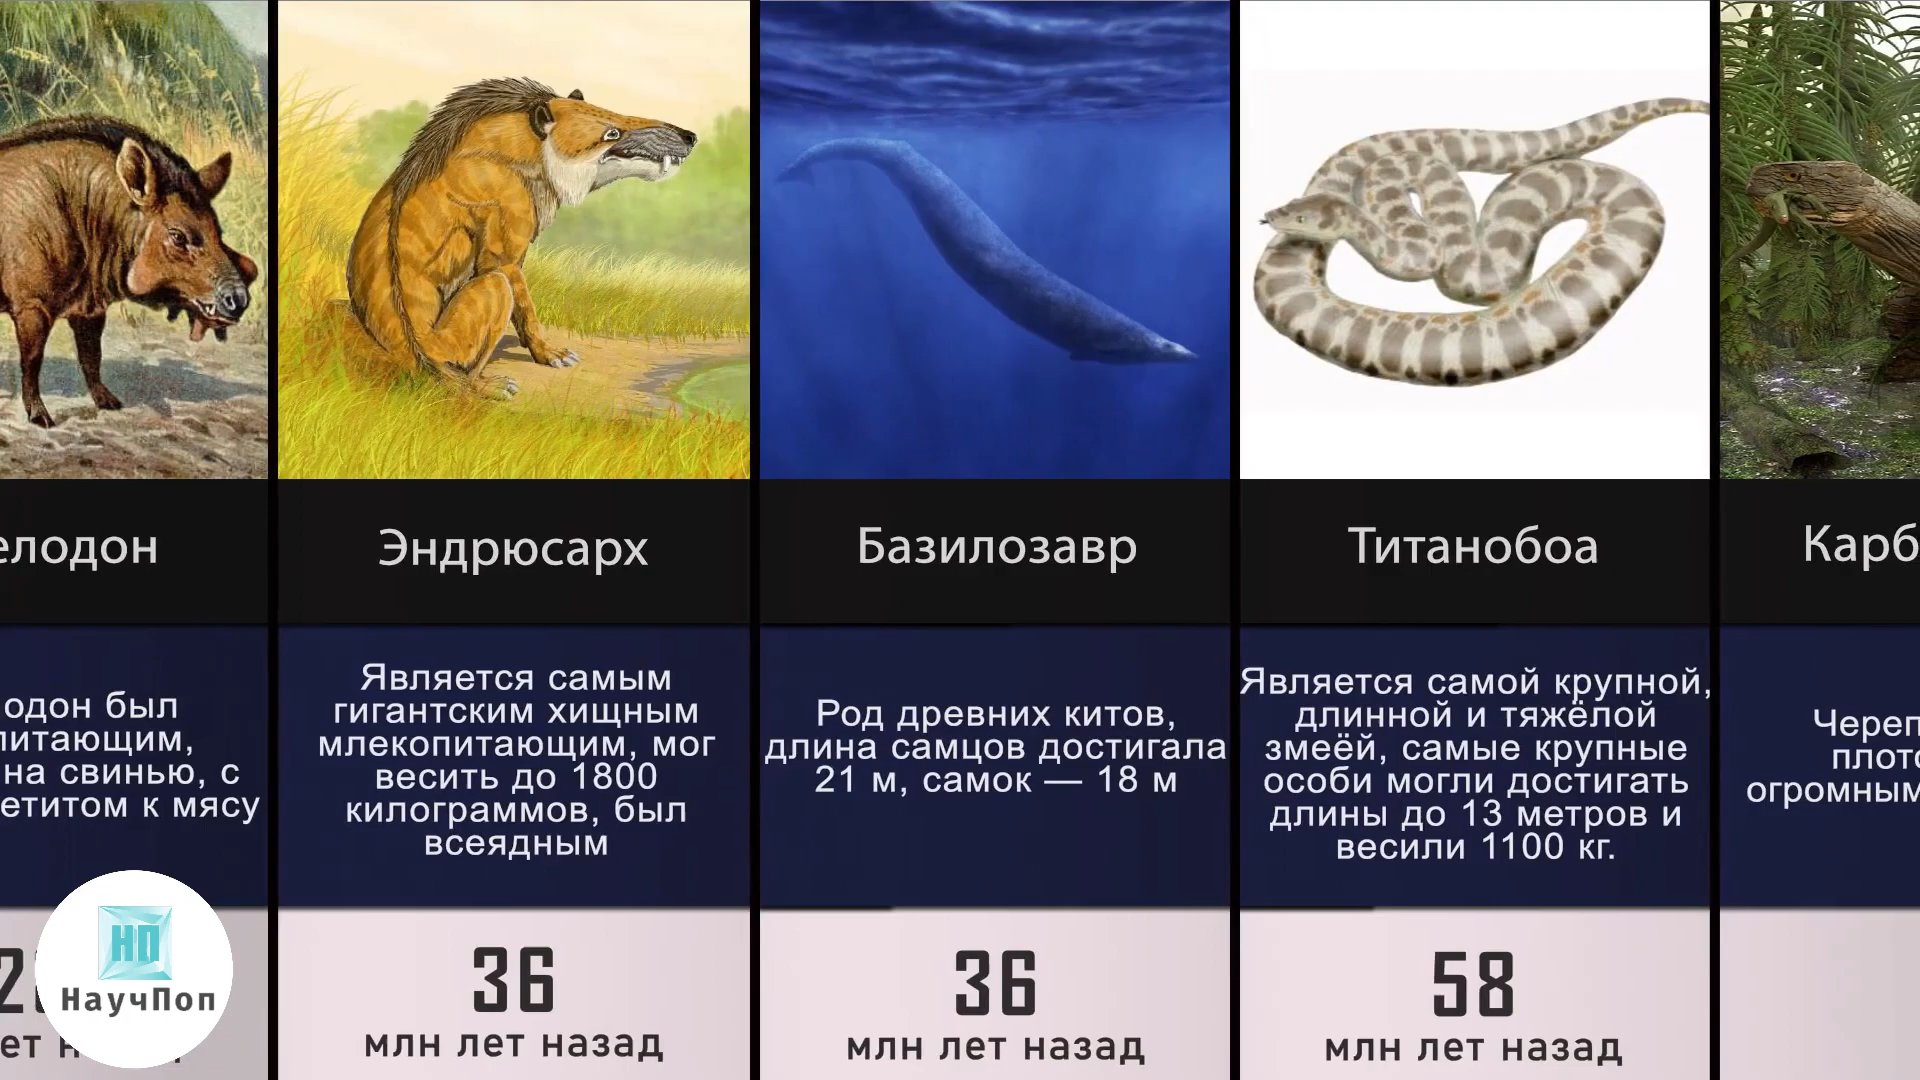 елодон
одон был
питающим,
на свинью, с
етитом к мясу
НП
НаучПоп
Эндрюсарх
Является самым
гигантским хищным
млекопитающим, мог
весить до 1800
килограммов, был
всеядным
36
млн лет назад
Базилозавр
Род древних китов,
длина самцов достигала
21 м, самок — 18 м
36
млн лет назад
Титанобоа
Является самой крупной,
длинной и тяжёлой
змеёй, самые крупные
особи могли достигать
длины до 13 метров и
весили 1100 кг.
58
млн лет назад
Карб
Череп
плото
огромным